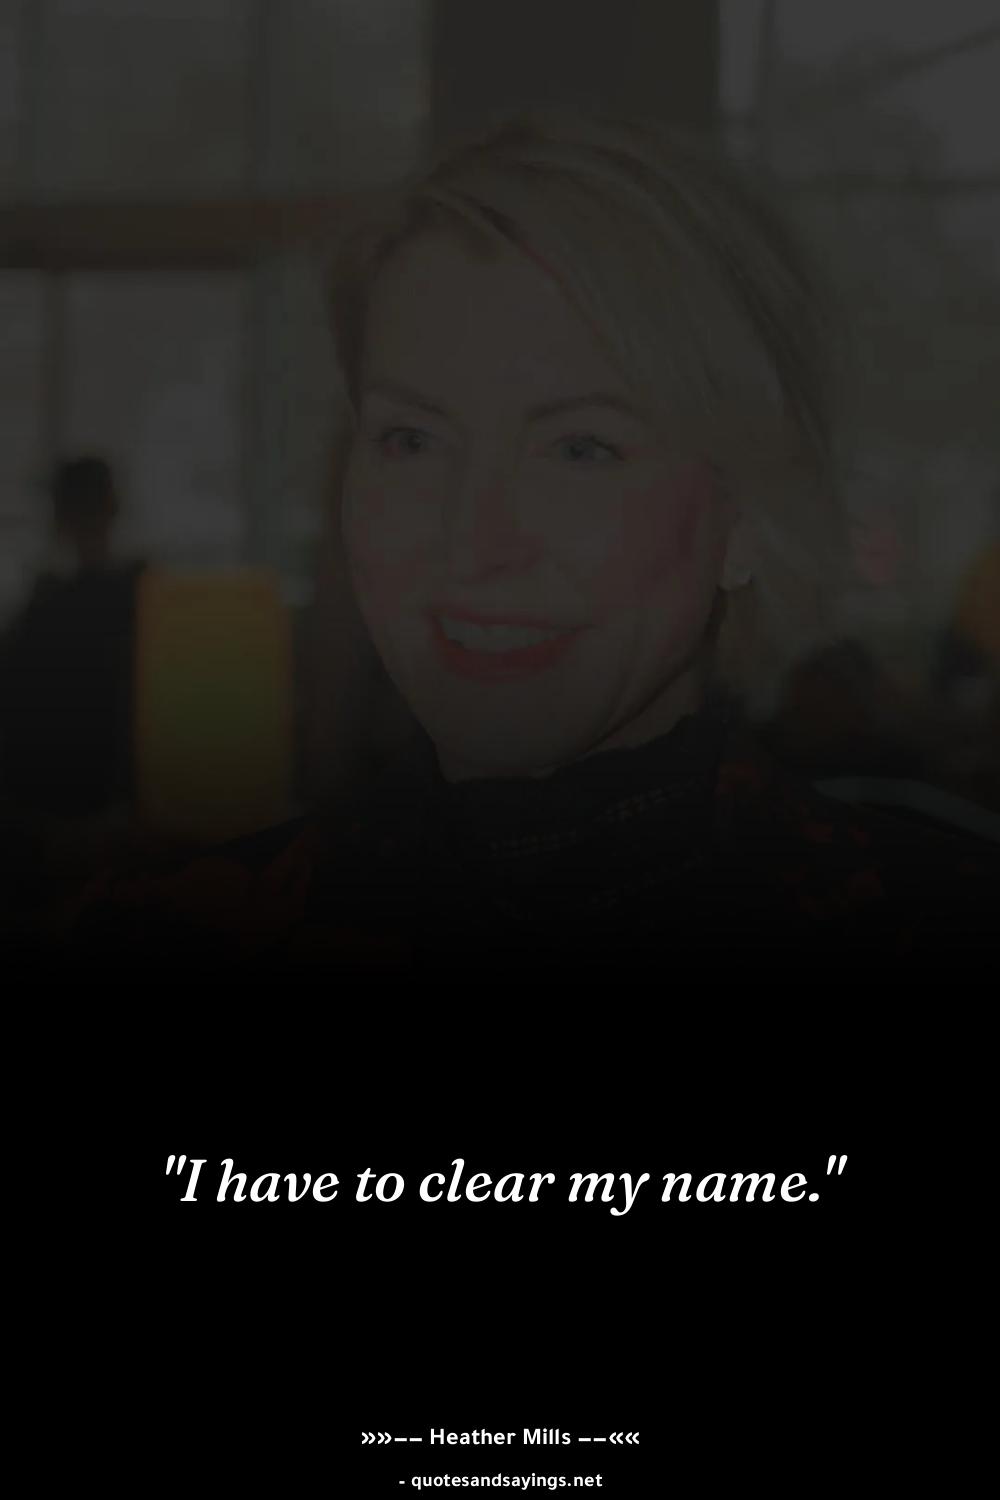 "I have to clear my name."
»»–– Heather Mills ––««
- quotesandsayings.net